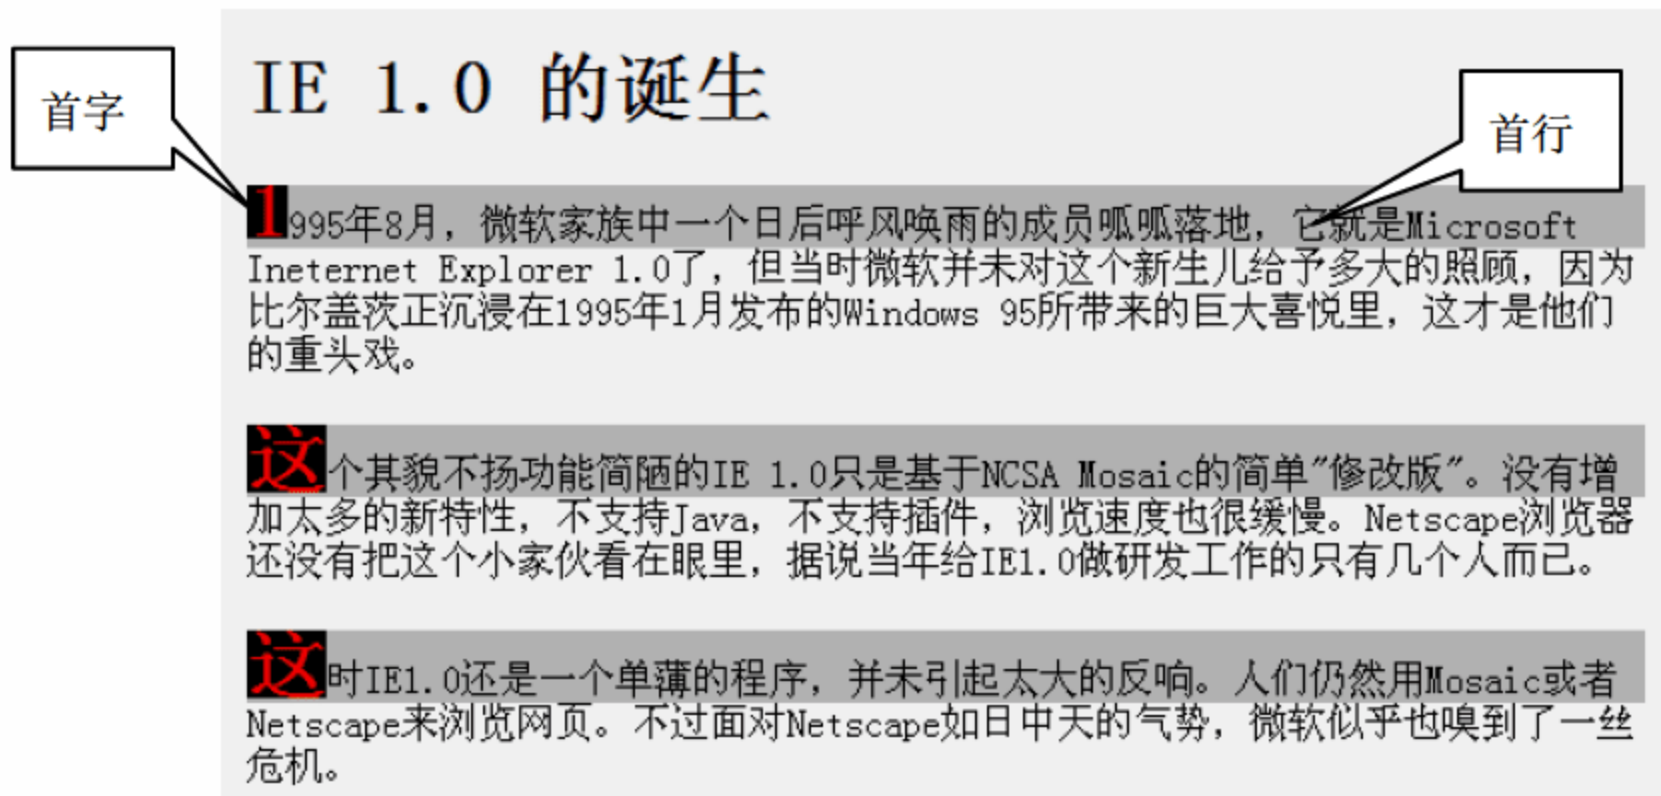 首字
IE 1.0 的诞生
首行
1995年8月，微软家族中一个日后呼风唤雨的成员呱呱落地，它就是Microsoft
Ineternet Explorer 1.0了，但当时微软并未对这个新生儿给予多大的照顾，因为
比尔盖茨正沉浸在1995年1月发布的Windows 95所带来的巨大喜悦里，这才是他们
的重头戏。
这个其貌不扬功能简陋的IE 1.0只是基于NCSA Mosaic的简单"修改版"。没有增
加太多的新特性，不支持Java，不支持插件，浏览速度也很缓慢。Netscape浏览器
还没有把这个小家伙看在眼里，据说当年给IE1.0做研发工作的只有几个人而已。
这时IE1.0还是一个单薄的程序，并未引起太大的反响。人们仍然用Mosaic或者
Netscape来浏览网页。不过面对Netscape如日中天的气势，微软似乎也嗅到了一丝
危机。